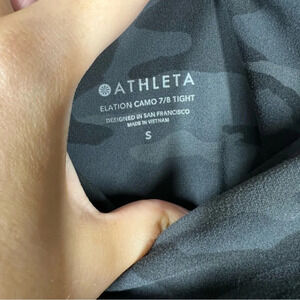 ATHLETA
ELATION CAMO 7/8 TIGHT
DESIGNED IN SAN FRANCISCO
MADE IN VIETNAM
S